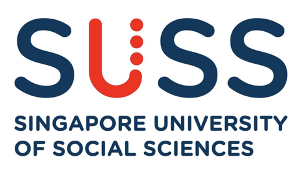 SUSS
SINGAPORE UNIVERSITY
OF SOCIAL SCIENCES